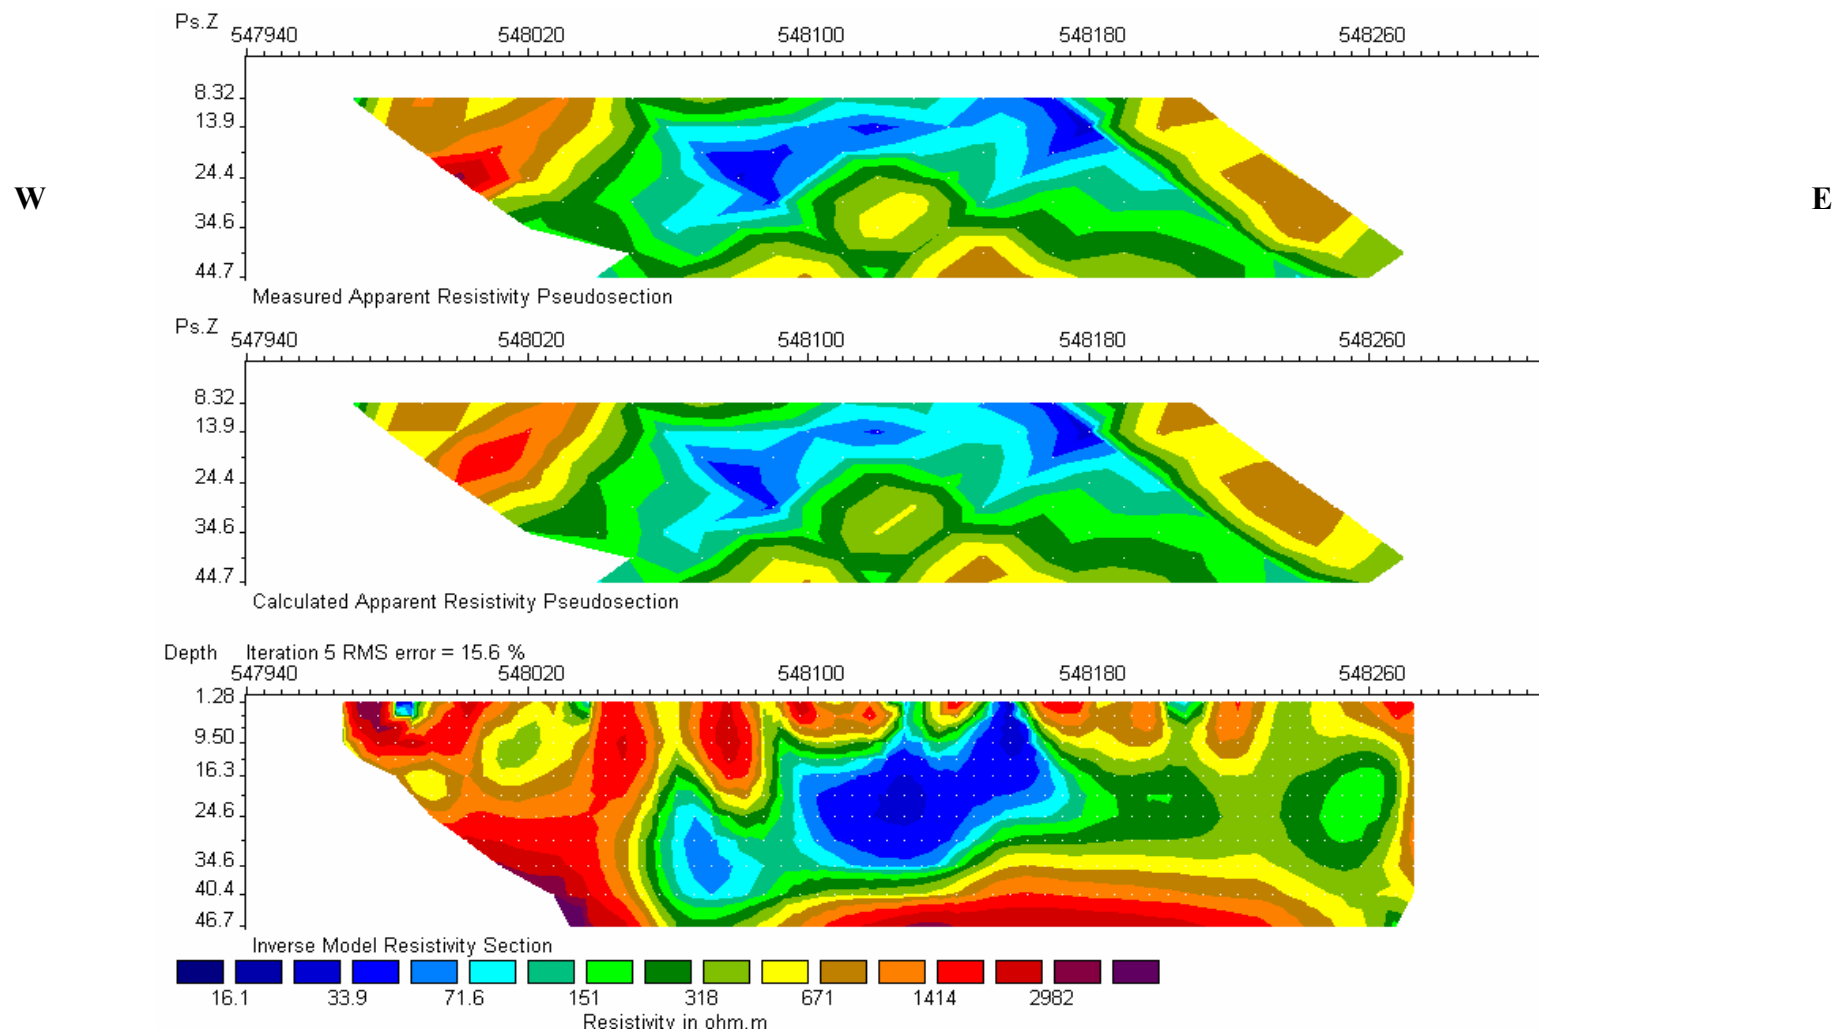 Ps.Z
547940 548020 548100 548180 548260
8.32
13.9
24.4
W
E
34.6
44.7
Measured Apparent Resistivity Pseudosection
Ps.Z
547940 548020 548100 548180 548260
8.32
13.9
24.4
34.6
44.7
Calculated Apparent Resistivity Pseudosection
Depth Iteration 5 RMS error = 15.6 %
547940 548020 548100 548180 548260
1.28
9.50
16.3
24.6
34.6
40.4
46.7
Inverse Model Resistivity Section
16.1 33.9 71.6 151 318 671 1414 2982
Resistivity in ohm.m